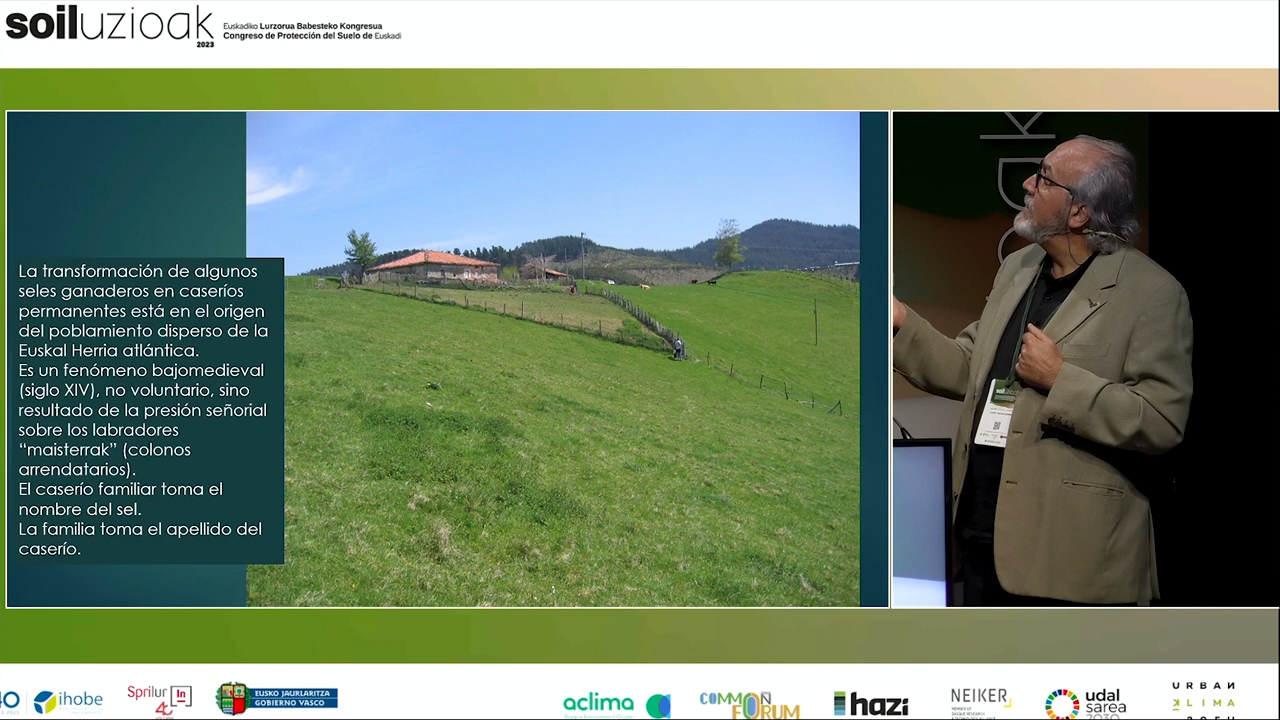 soiluzioak
2023
Euskadiko Lurzorua Babesteko Kongresua
Congreso de Protección del Suelo de Euskadi
La transformación de algunos
seles ganaderos en caseríos
permanentes está en el origen
del poblamiento disperso de la
Euskal Herria atlántica.
Es un fenómeno bajomedieval
(siglo XIV), no voluntario, sino
resultado de la presión señorial
sobre los labradores
“maisterrak” (colonos
arrendatarios).
El caserío familiar toma el
nombre del sel.
La familia toma el apellido del
caserío.
ihobe
Sprilur In
EUSKO JAURLARITZA
GOBIERNO VASCO
aclima
COMMON
FORUM
hazi
NEIKER
MEMBER OF
udal
sarea
2030
URBAN
KLIMA